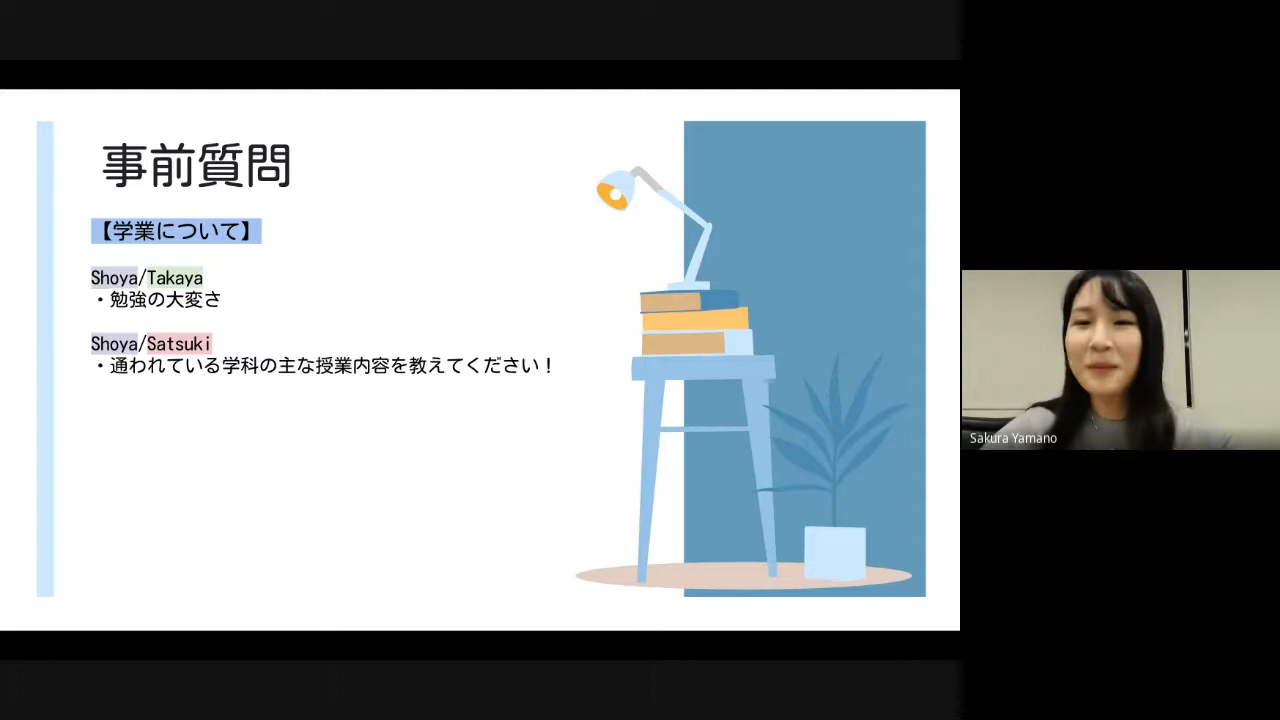 事前質問
【学業について】
Shoya/Takaya
・勉強の大変さ
Shoya/Satsuki
・通われている学科の主な授業内容を教えてください！
Sakura Yamano